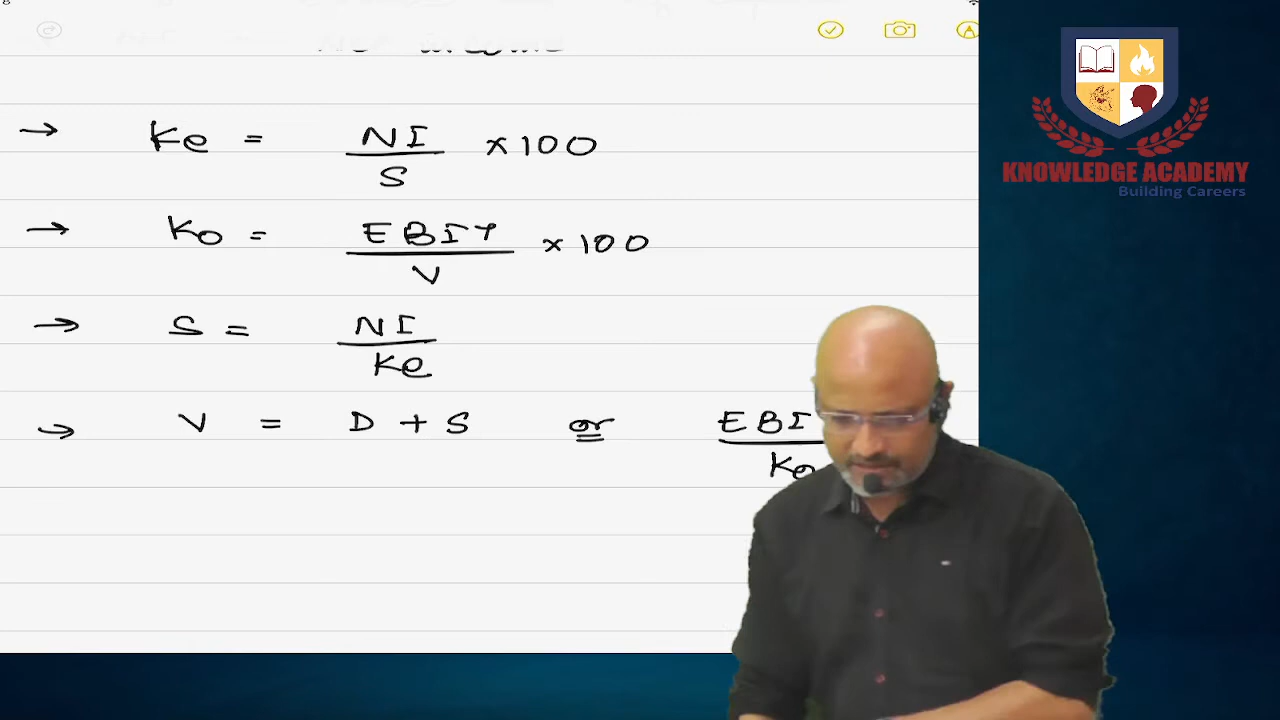 → Ke = NI / S × 100
→ Ko = EBIT / V × 100
→ S = NI / Ke
→ V = D + S or EBI / Ko
KNOWLEDGE ACADEMY
Building Careers